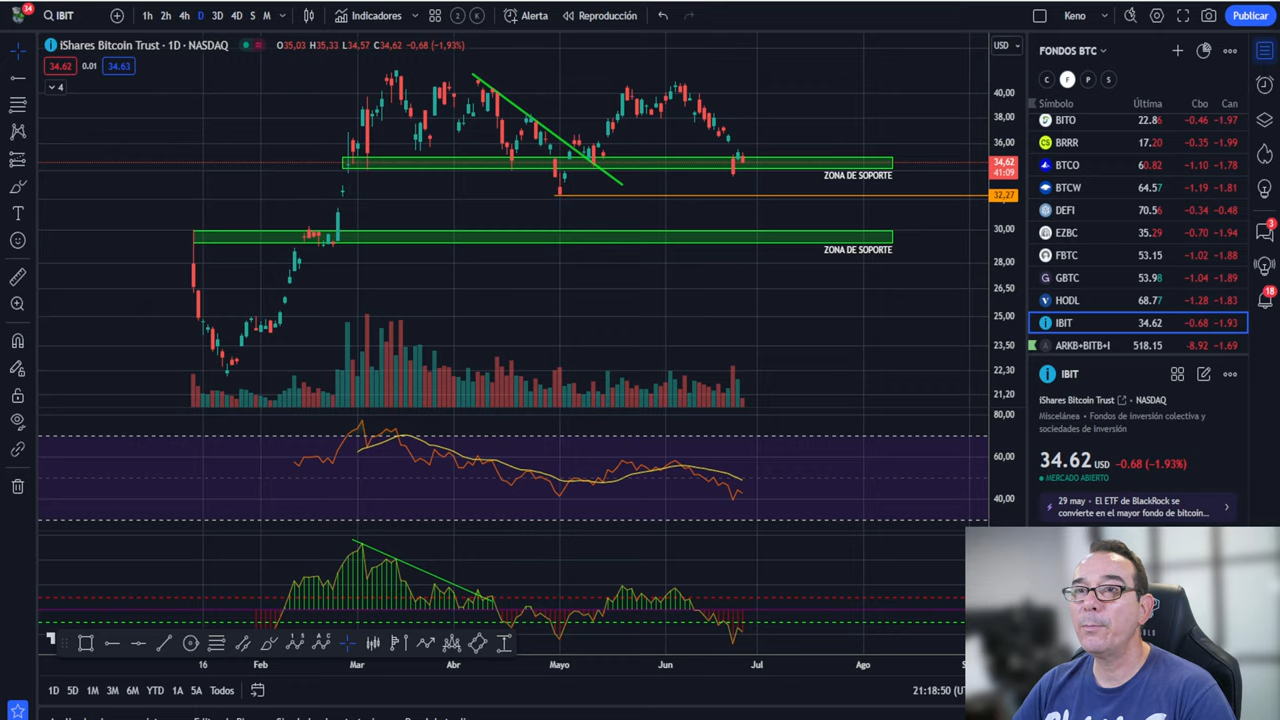 34
IBIT
1h 2h 4h D 3D 4D S M
Indicadores
2
K
Alerta
Reproducción
Keno
Publicar
iShares Bitcoin Trust · 1D · NASDAQ
O35,03 H35,33 L34,57 C34,62 −0,68 (−1,93%)
34.62 0.01 34.63
4
USD
40,00
38,00
36,00
34,62
41:09
ZONA DE SOPORTE
32,27
30,00
ZONA DE SOPORTE
28,00
26,50
25,00
23,50
22,30
21,20
80,00
60,00
40,00
16 Feb Mar Abr Mayo Jun Jul Ago
1D 5D 1M 3M 6M YTD 1A 5A Todos
21:18:50
FONDOS BTC
C F P S
Símbolo Última Cbo Can
BITO 22.86 −0.46 −1.97
BRRR 17.20 −0.35 −1.99
BTCO 60.82 −1.10 −1.78
BTCW 64.57 −1.19 −1.81
DEFI 70.56 −0.34 −0.48
EZBC 35.29 −0.70 −1.94
FBTC 53.15 −1.02 −1.88
GBTC 53.98 −1.04 −1.89
HODL 68.77 −1.28 −1.83
IBIT 34.62 −0.68 −1.93
ARKB+BITB+I 518.15 −8.92 −1.69
IBIT
iShares Bitcoin Trust · NASDAQ
Miscelánea · Fondos de inversión colectiva y
sociedades de inversión
34.62 USD −0.68 (−1.93%)
MERCADO ABIERTO
29 may · El ETF de BlackRock se
convierte en el mayor fondo de bitcoin...
3
18